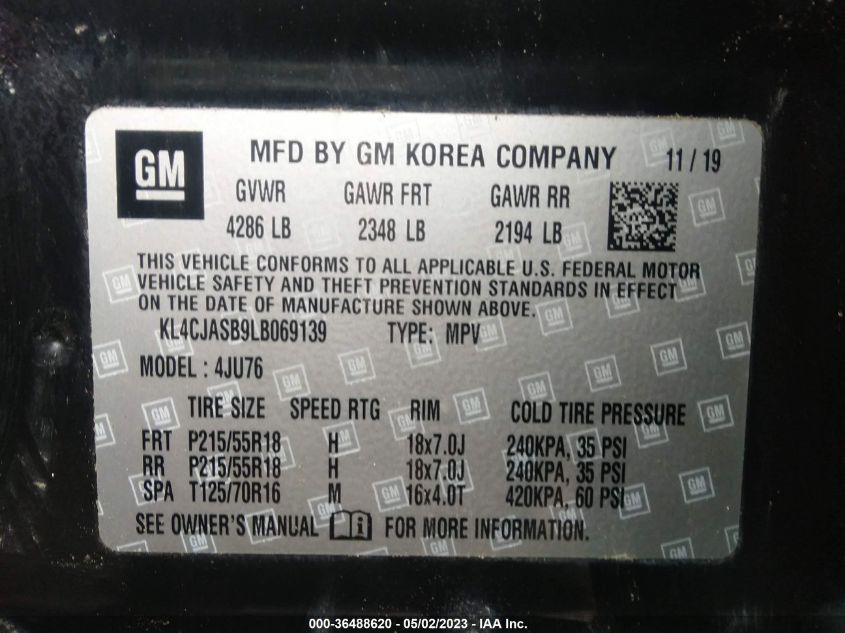 GM MFD BY GM KOREA COMPANY 11 / 19
GVWR GAWR FRT GAWR RR
4286 LB 2348 LB 2194 LB
THIS VEHICLE CONFORMS TO ALL APPLICABLE U.S. FEDERAL MOTOR
VEHICLE SAFETY AND THEFT PREVENTION STANDARDS IN EFFECT
ON THE DATE OF MANUFACTURE SHOWN ABOVE.
KL4CJASB9LB069139 TYPE: MPV
MODEL : 4JU76
TIRE SIZE SPEED RTG RIM COLD TIRE PRESSURE
FRT P215/55R18 H 18x7.0J 240KPA, 35 PSI
RR P215/55R18 H 18x7.0J 240KPA, 35 PSI
SPA T125/70R16 M 16x4.0T 420KPA, 60 PSI
SEE OWNER'S MANUAL FOR MORE INFORMATION.
000-36488620 - 05/02/2023 - IAA Inc.